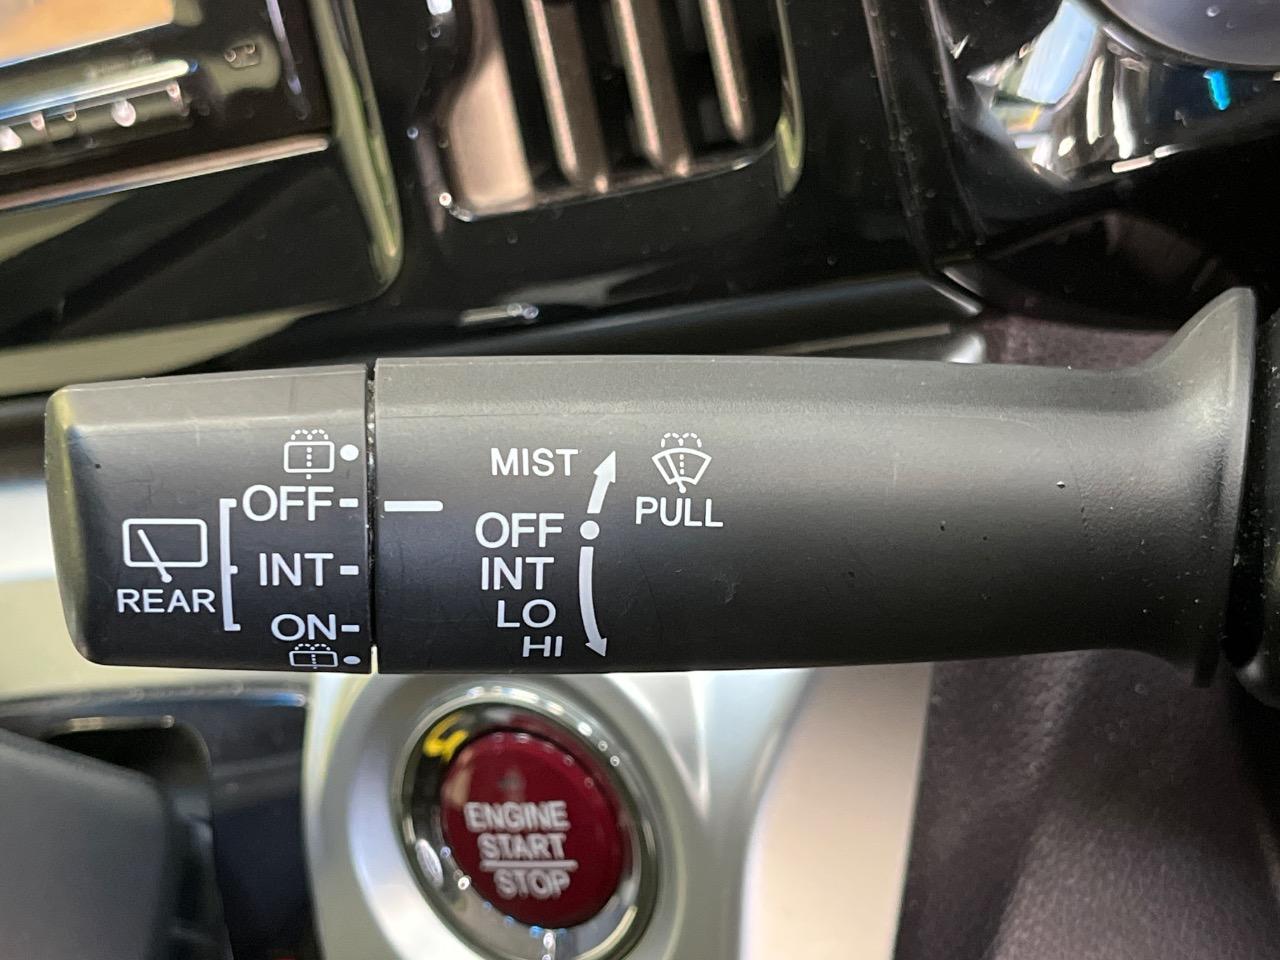 MIST
PULL
OFF
INT
LO
HI
OFF
INT
ON
REAR
ENGINE
START
STOP